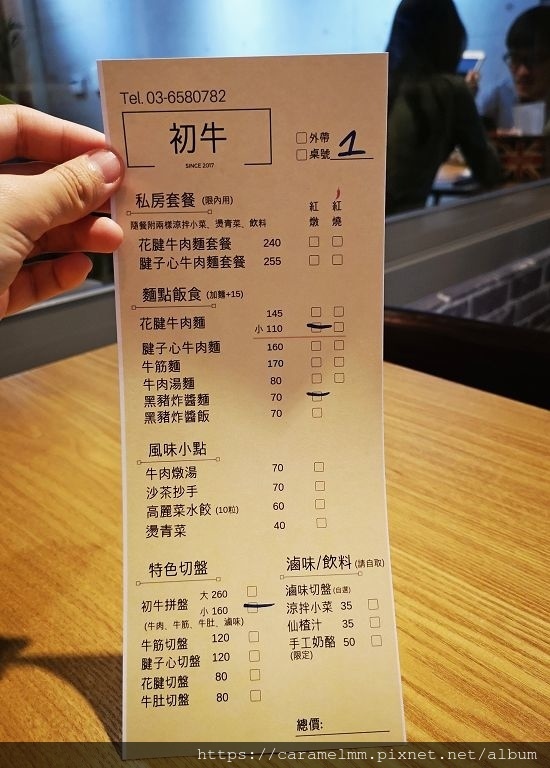 Tel. 03-6580782
初牛
SINCE 2017
□外帶
□桌號 1
私房套餐 (限內用)
隨餐附兩樣涼拌小菜、燙青菜、飲料
紅燉 紅燒
花腱牛肉麵套餐 240 □ □
腱子心牛肉麵套餐 255 □ □
麵點飯食 (加麵+15)
花腱牛肉麵 145 □ □
小 110 □ □
腱子心牛肉麵 160 □ □
牛筋麵 170 □ □
牛肉湯麵 80 □ □
黑豬炸醬麵 70 □
黑豬炸醬飯 70 □
風味小點
牛肉燉湯 70 □
沙茶抄手 70 □
高麗菜水餃 (10粒) 60 □
燙青菜 40 □
特色切盤
初牛拼盤 大 260 □
小 160 □
(牛肉、牛筋、牛肚、滷味)
牛筋切盤 120 □
腱子心切盤 120 □
花腱切盤 80 □
牛肚切盤 80 □
滷味/飲料 (請自取)
滷味切盤 (自選)
涼拌小菜 35 □
仙楂汁 35 □
手工奶酪 50 □
(限定)
總價:
https://caramelmm.pixnet.net/album